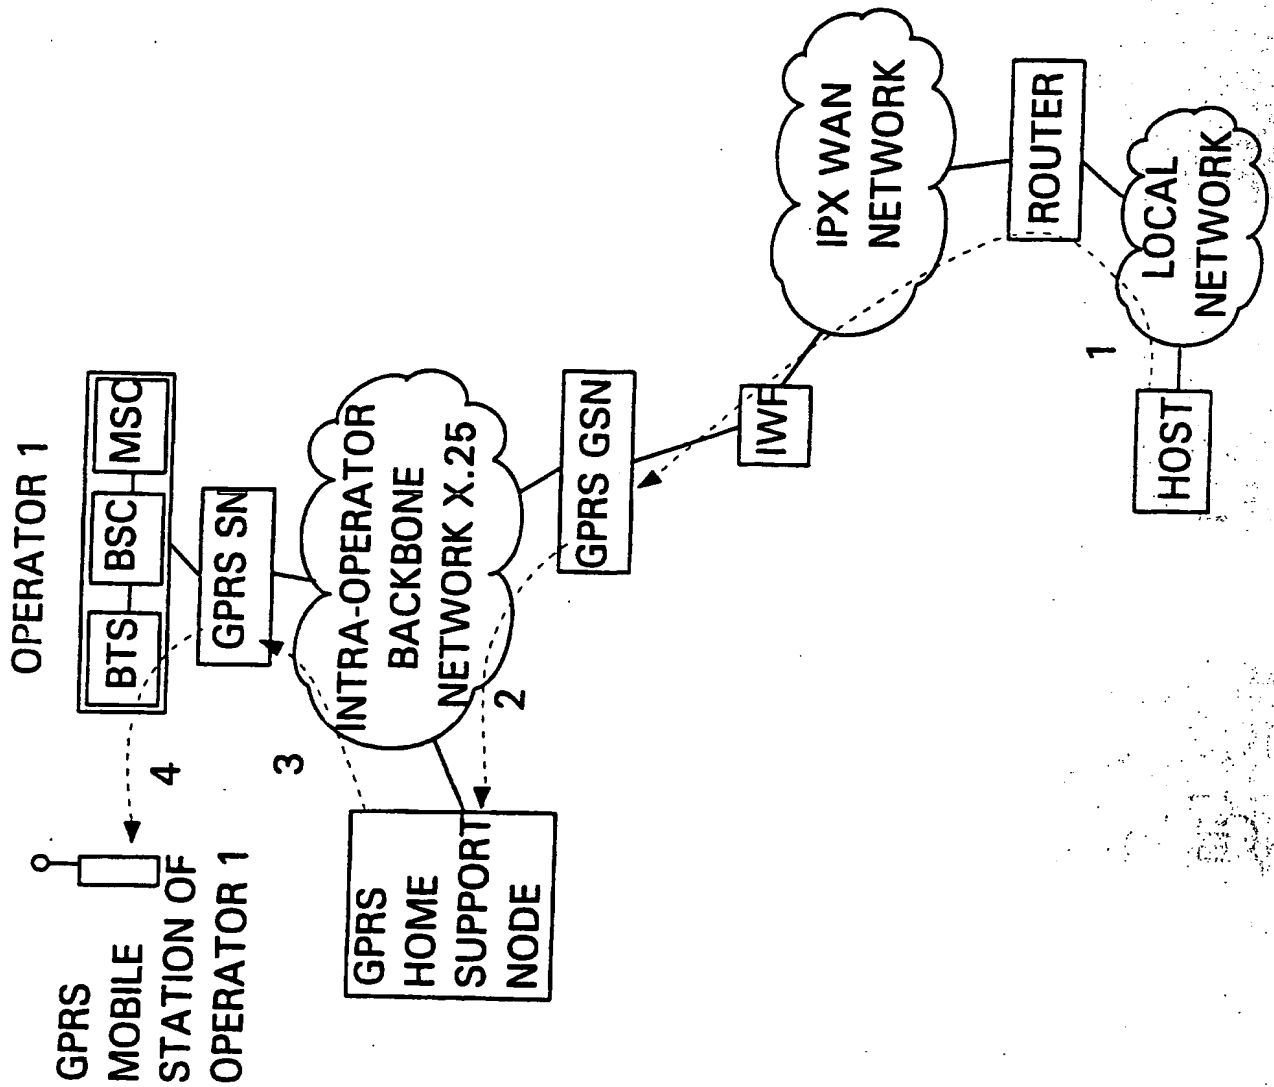 OPERATOR 1
BTS
BSC
MSC
GPRS
MOBILE
STATION OF
OPERATOR 1
4
GPRS SN
3
INTRA-OPERATOR
BACKBONE
NETWORK X.25
GPRS
HOME
SUPPORT
NODE
2
GPRS GSN
IWF
IPX WAN
NETWORK
ROUTER
1
LOCAL
NETWORK
HOST